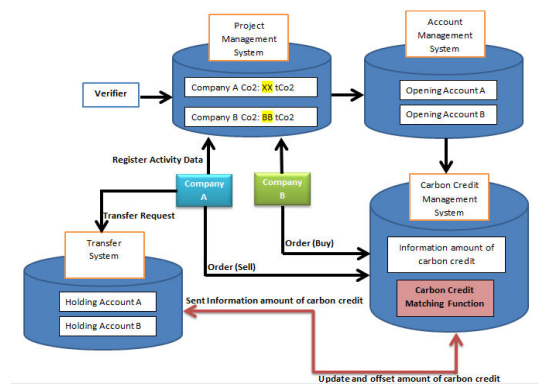 Project
Management
System
Account
Management
System
Verifier
Company A Co2: XX tCo2
Company B Co2: BB tCo2
Opening Account A
Opening Account B
Register Activity Data
Company
A
Company
B
Carbon Credit
Management
System
Transfer Request
Transfer
System
Order (Buy)
Order (Sell)
Information amount of
carbon credit
Carbon Credit
Matching Function
Holding Account A
Holding Account B
Sent Information amount of carbon credit
Update and offset amount of carbon credit